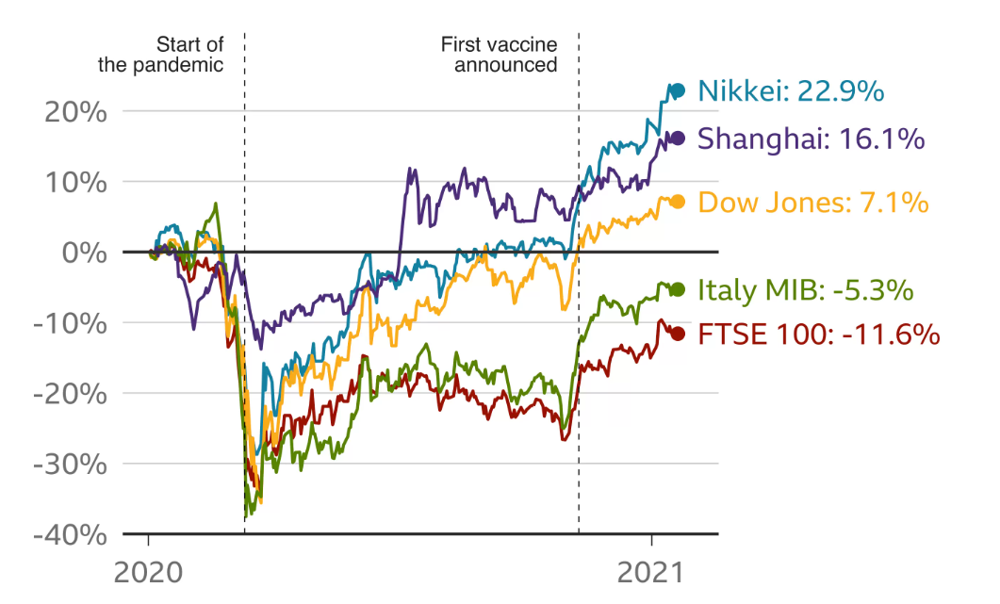 Start of
the pandemic
First vaccine
announced
20%
10%
0%
-10%
-20%
-30%
-40%
2020
2021
Nikkei: 22.9%
Shanghai: 16.1%
Dow Jones: 7.1%
Italy MIB: -5.3%
FTSE 100: -11.6%